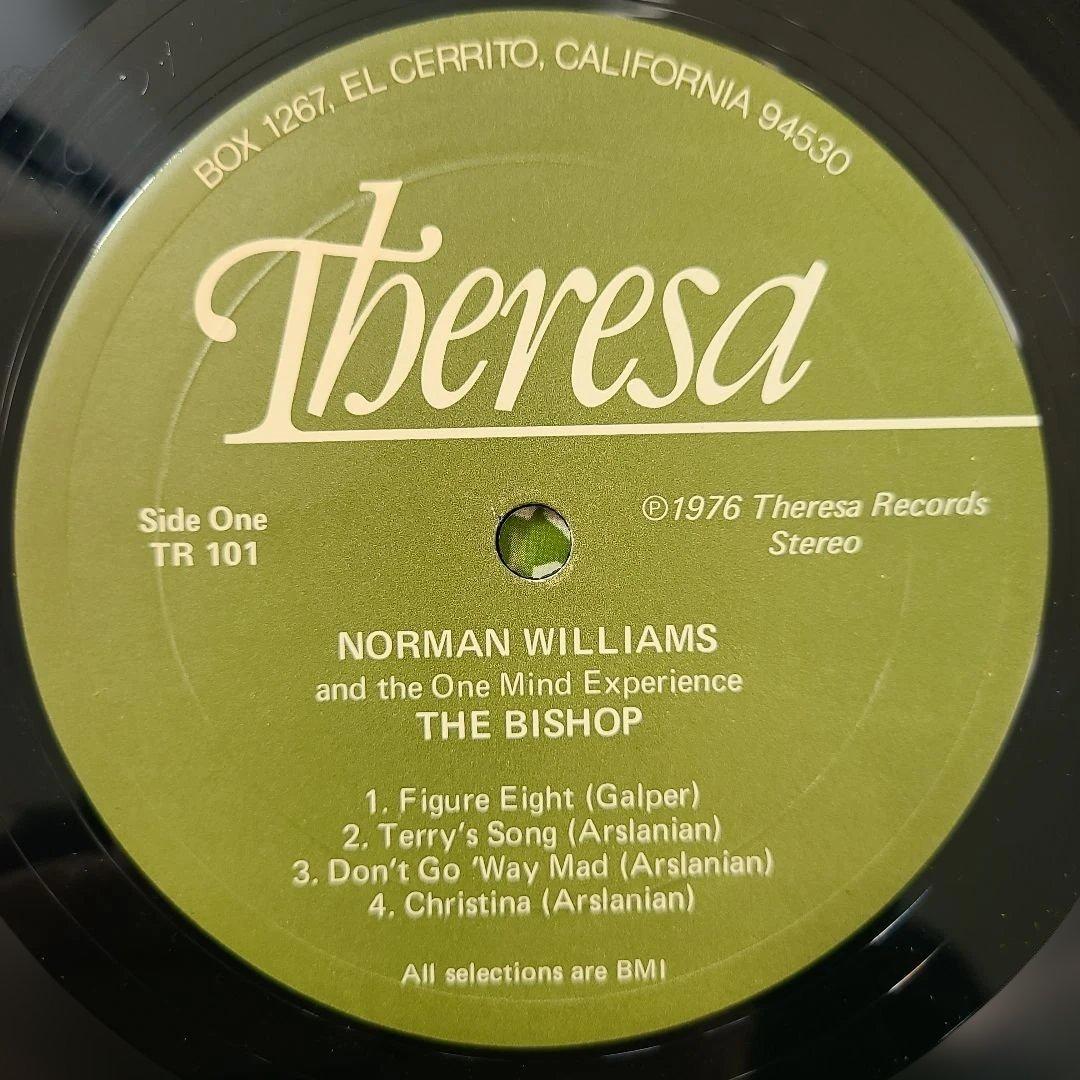 BOX 1267, EL CERRITO, CALIFORNIA 94530
Theresa
Side One
TR 101
℗1976 Theresa Records
Stereo
NORMAN WILLIAMS
and the One Mind Experience
THE BISHOP
1. Figure Eight (Galper)
2. Terry's Song (Arslanian)
3. Don't Go 'Way Mad (Arslanian)
4. Christina (Arslanian)
All selections are BMI